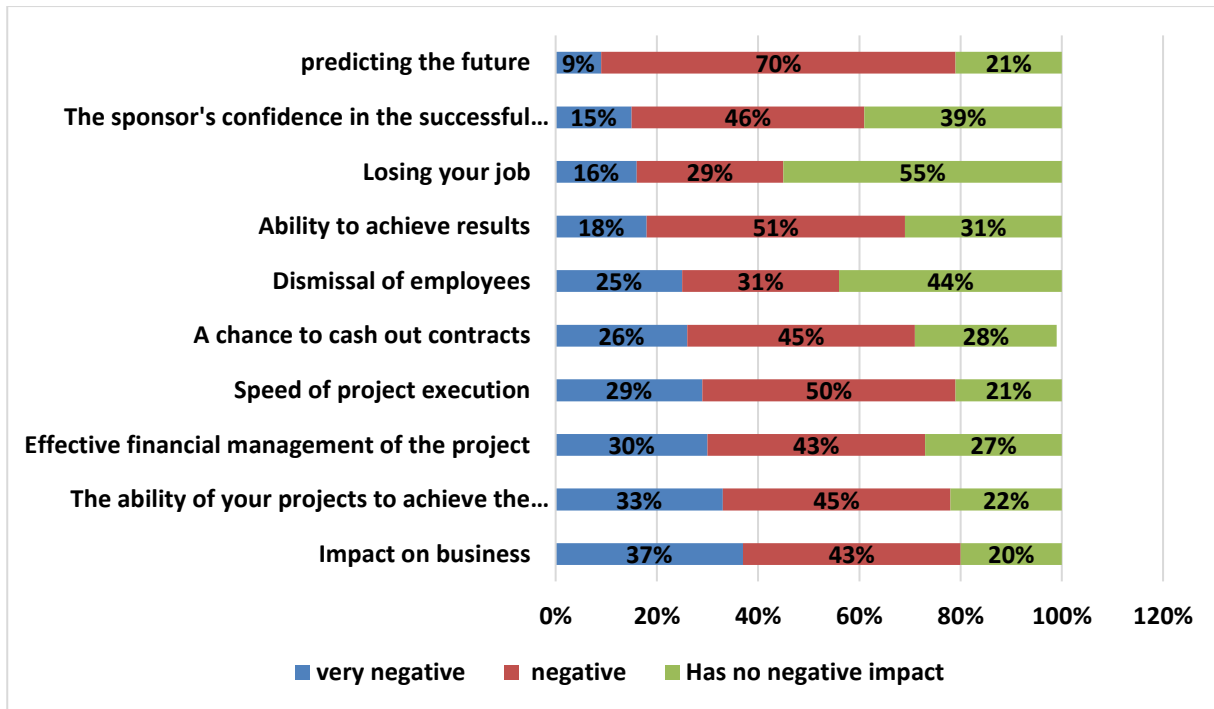 predicting the future 9% 70% 21%
The sponsor's confidence in the successful... 15% 46% 39%
Losing your job 16% 29% 55%
Ability to achieve results 18% 51% 31%
Dismissal of employees 25% 31% 44%
A chance to cash out contracts 26% 45% 28%
Speed of project execution 29% 50% 21%
Effective financial management of the project 30% 43% 27%
The ability of your projects to achieve the... 33% 45% 22%
Impact on business 37% 43% 20%
0% 20% 40% 60% 80% 100% 120%
very negative negative Has no negative impact